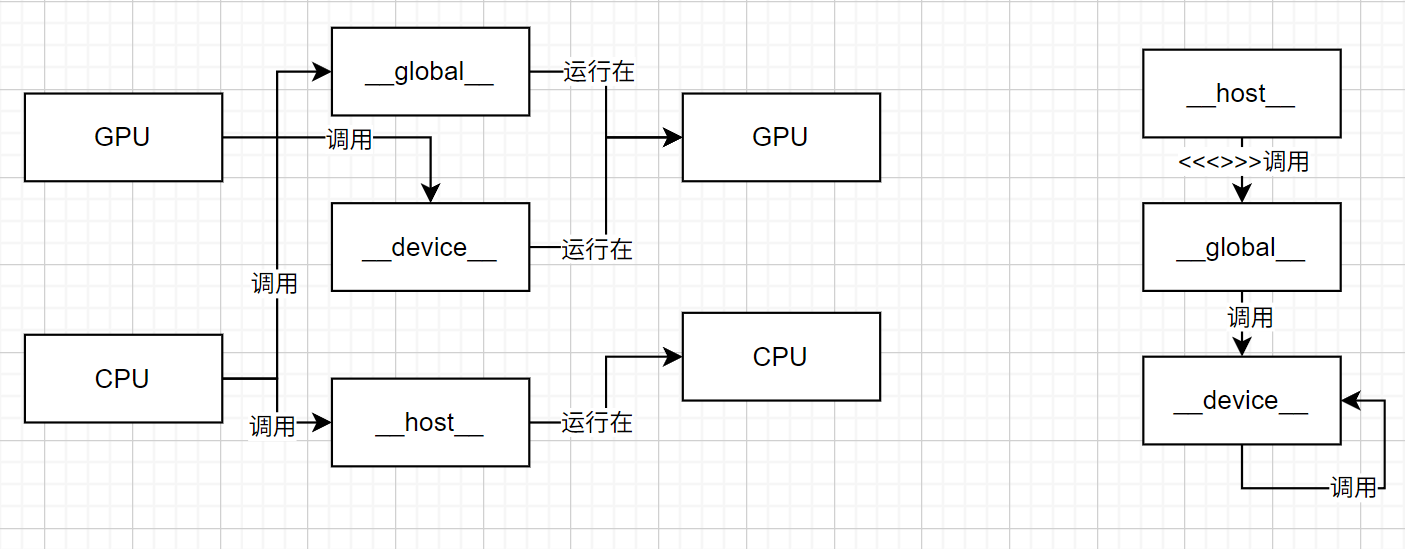 __global__
运行在
GPU
调用
GPU
__device__
运行在
调用
CPU
CPU
调用
__host__
运行在
__host__
<<<>>>调用
__global__
调用
__device__
调用